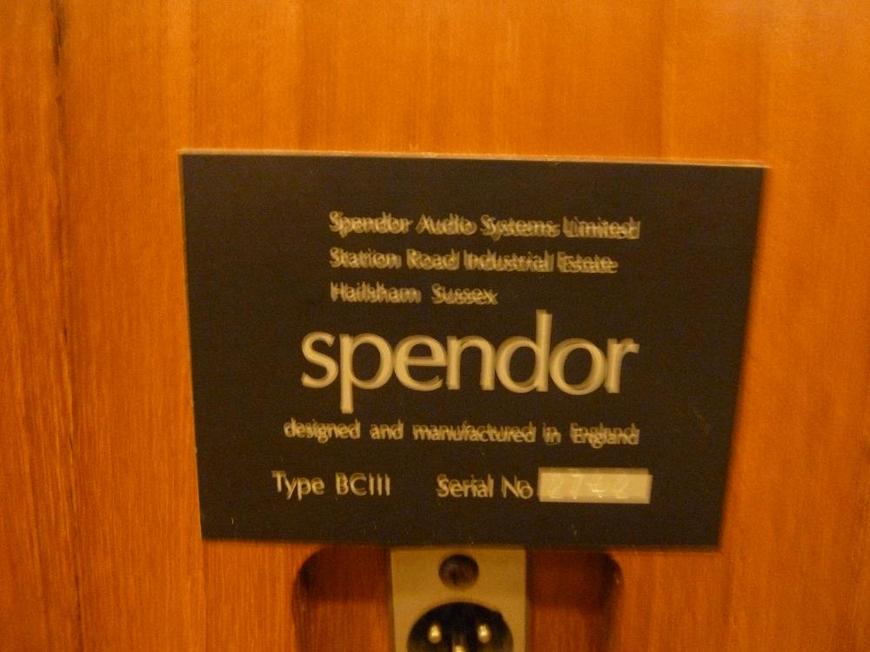 Spendor Audio Systems Limited
Station Road Industrial Estate
Hailsham Sussex
spendor
designed and manufactured in England
Type BCIII Serial No